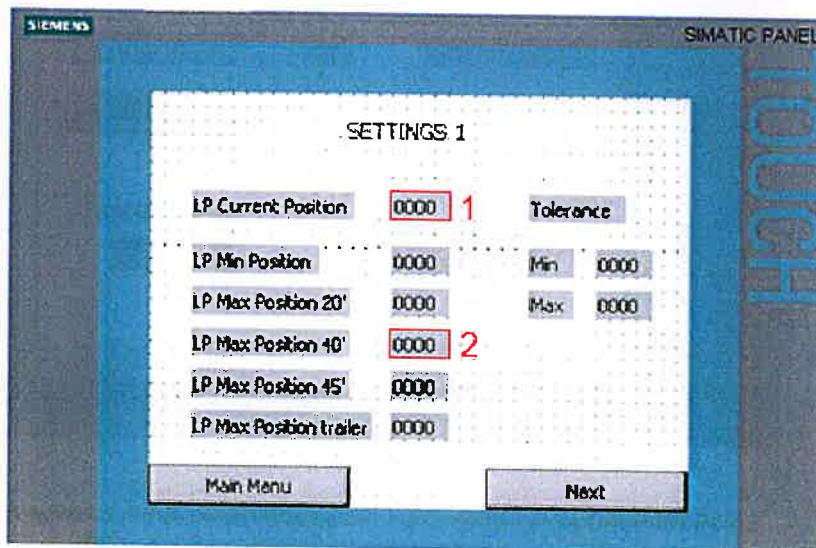 SIEMENS
SIMATIC PANEL
TOUCH
SETTINGS 1
LP Current Position 0000 1 Tolerance
LP Min Position 0000 Min 0000
LP Max Position 20' 0000 Max 0000
LP Max Position 40' 0000 2
LP Max Position 45' 0000
LP Max Position trailer 0000
Main Menu Next